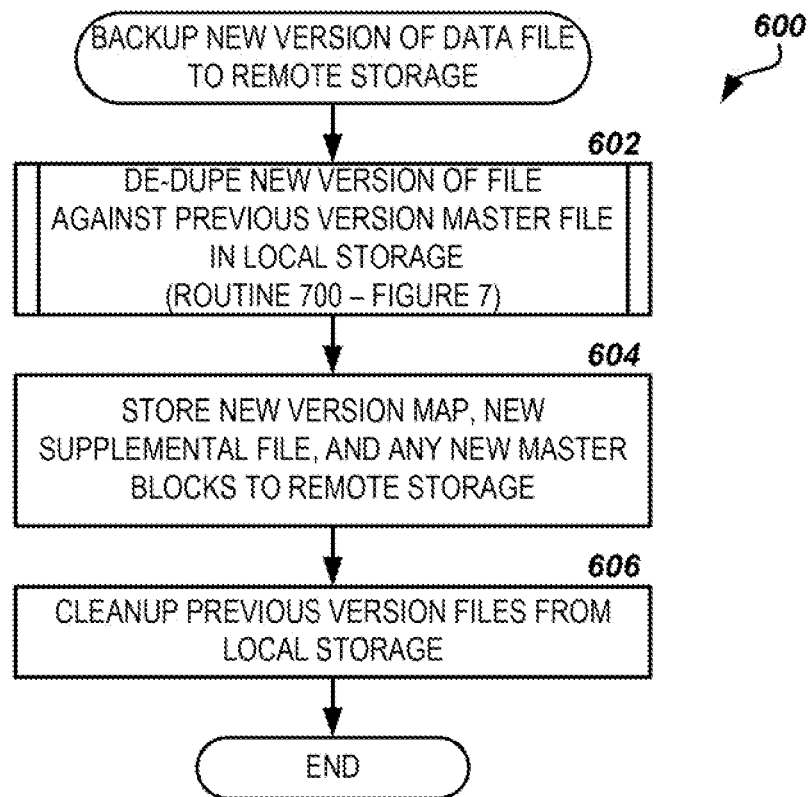 BACKUP NEW VERSION OF DATA FILE
TO REMOTE STORAGE
600
602
DE-DUPE NEW VERSION OF FILE
AGAINST PREVIOUS VERSION MASTER FILE
IN LOCAL STORAGE
(ROUTINE 700 – FIGURE 7)
604
STORE NEW VERSION MAP, NEW
SUPPLEMENTAL FILE, AND ANY NEW MASTER
BLOCKS TO REMOTE STORAGE
606
CLEANUP PREVIOUS VERSION FILES FROM
LOCAL STORAGE
END